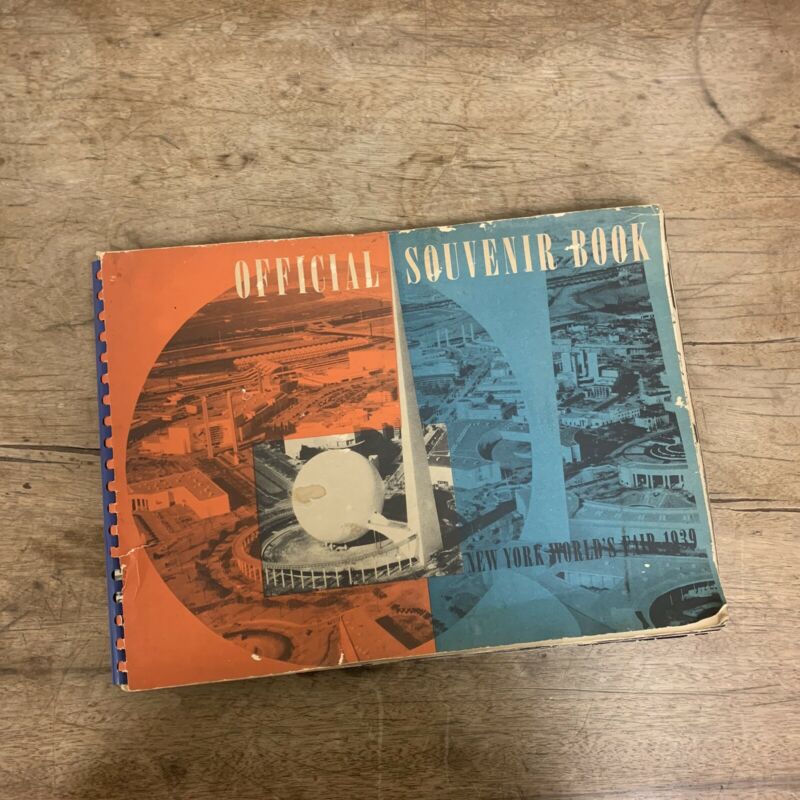 OFFICIAL SOUVENIR BOOK
NEW YORK WORLD'S FAIR 1939